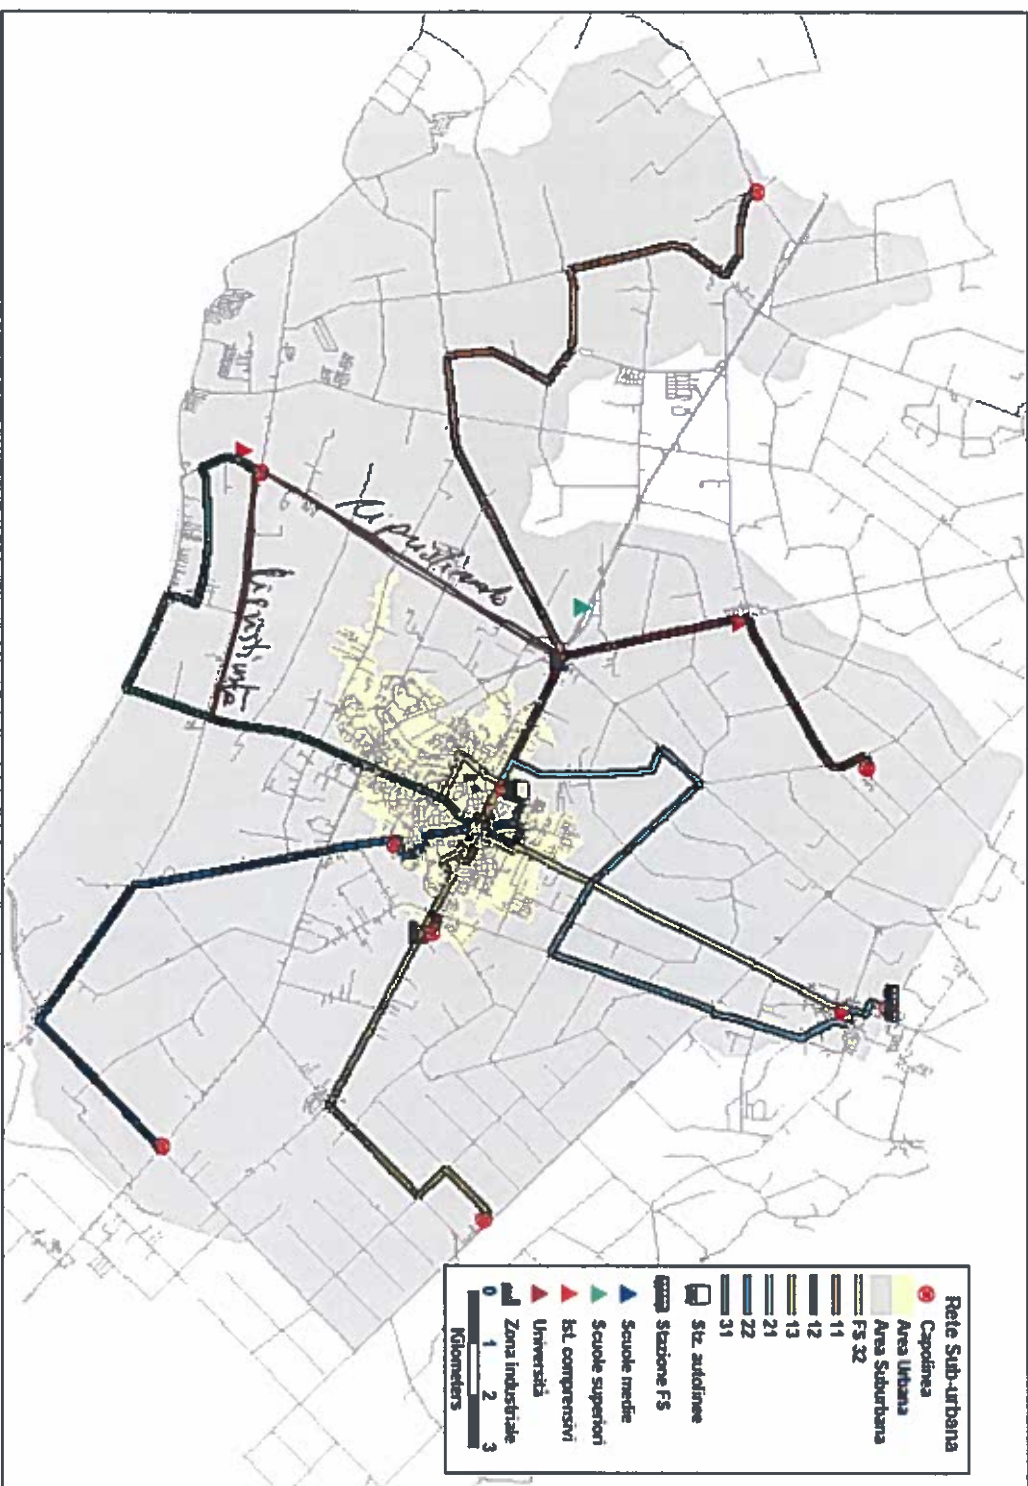 Rete Sub-urbana
Capolinea
Area Urbana
Area Suburbana
FS 32
11
12
13
21
22
31
Stz. autolinee
Stazione FS
Scuole medie
Scuole superiori
Ist. comprensivi
Università
Zona industriale
0 1 2 3
Kilometers